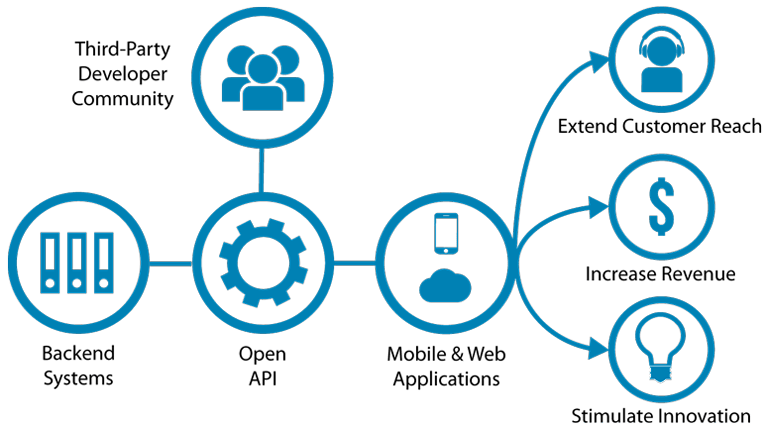 Third-Party
Developer
Community
Extend Customer Reach
Increase Revenue
Backend
Systems
Open
API
Mobile & Web
Applications
Stimulate Innovation